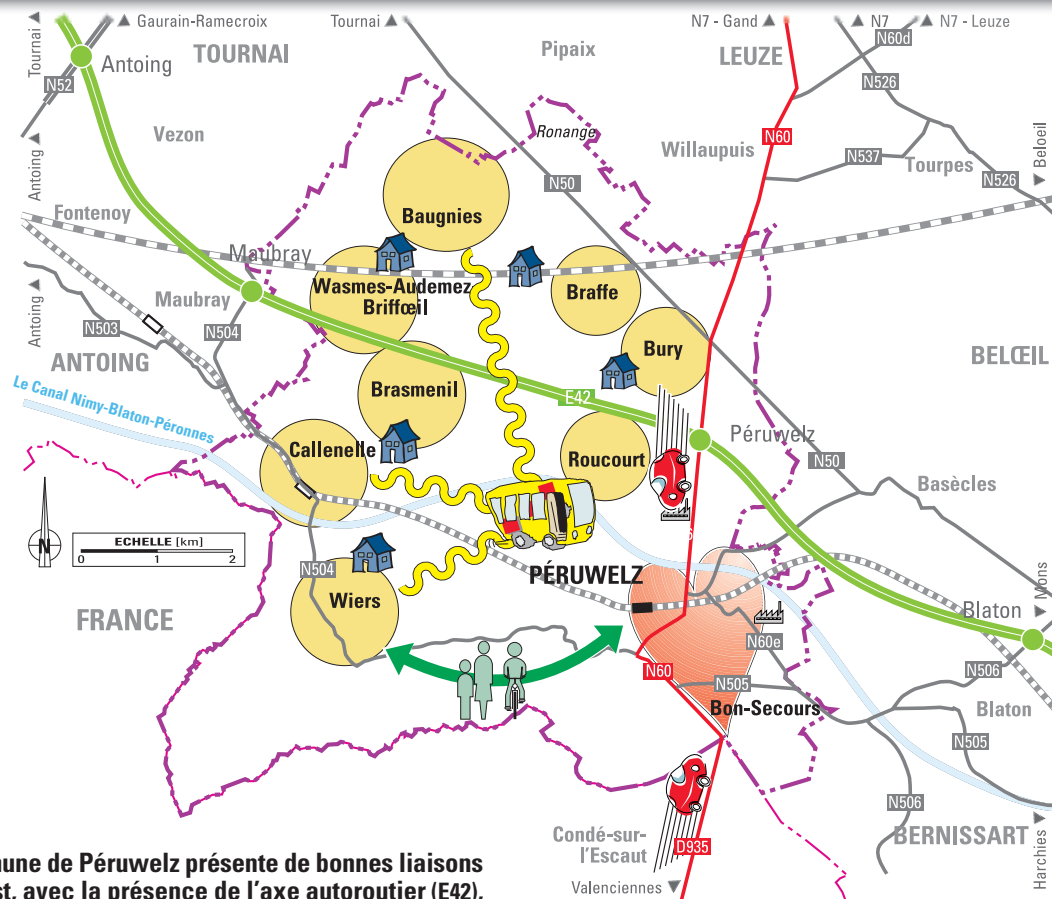 Tournai ▲
▲ Gaurain-Ramecroix
Tournai ▲
N7 - Gand ▲
▲ N7
▲ N7 - Leuze
N60d
TOURNAI
Pipaix
LEUZE
Antoing
N52
N526
Vezon
Ronange
Willaupuis
N60
N537
Tourpes
N526
▼ Beloeil
Antoing ▲
N50
Fontenoy
Baugnies
Maubray
Wasmes-Audemez
Briffœil
Braffe
Maubray
Antoing ▲
N503
N504
Bury
ANTOING
BELŒIL
Brasmenil
E42
Le Canal Nimy-Blaton-Péronnes
Callenelle
Roucourt
Péruwelz
N50
Basècles
N
ECHELLE [km]
0 1 2
N504
PÉRUWELZ
Wiers
FRANCE
▼ Mons
Blaton
N60e
N506
N60
N505
Bon-Secours
Blaton
N505
N506
BERNISSART
Condé-sur-
l'Escaut
D935
Valenciennes ▼
Harchies ▼
une de Péruwelz présente de bonnes liaisons
st, avec la présence de l'axe autoroutier (E42),